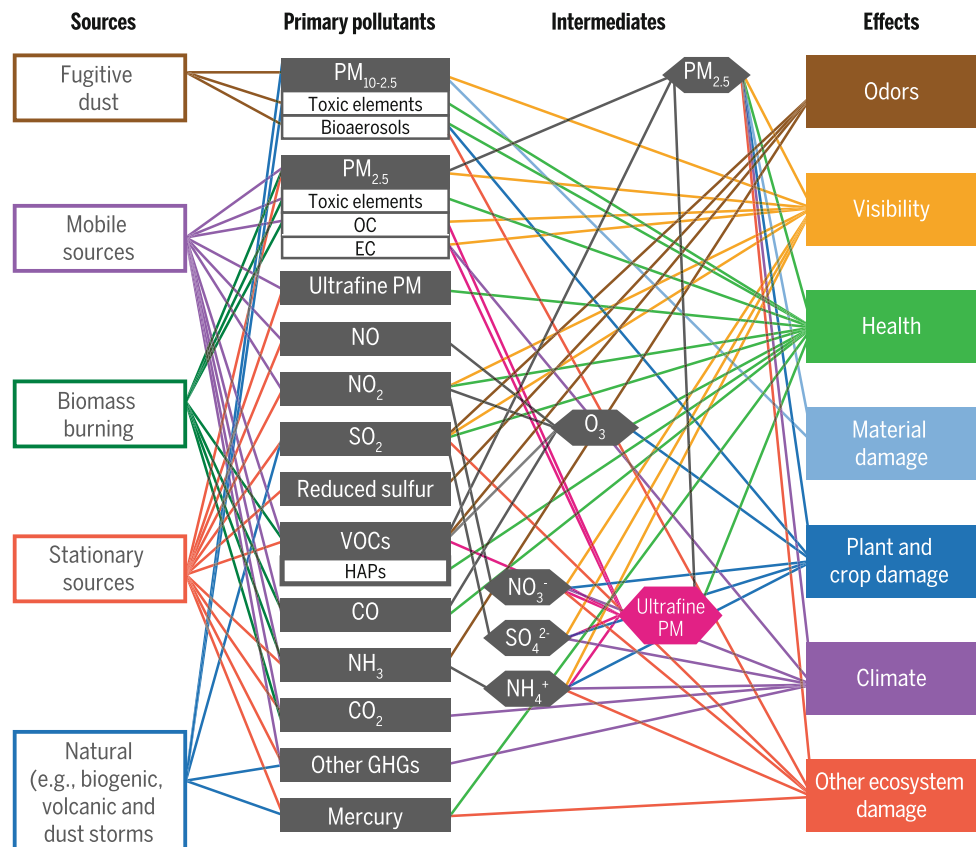 Sources
Primary pollutants
Intermediates
Effects
Fugitive
dust
Mobile
sources
Biomass
burning
Stationary
sources
Natural
(e.g., biogenic,
volcanic and
dust storms
PM10-2.5
Toxic elements
Bioaerosols
PM2.5
Toxic elements
OC
EC
Ultrafine PM
NO
NO2
SO2
Reduced sulfur
VOCs
HAPs
CO
NH3
CO2
Other GHGs
Mercury
PM2.5
O3
NO3-
SO42-
NH4+
Ultrafine
PM
Odors
Visibility
Health
Material
damage
Plant and
crop damage
Climate
Other ecosystem
damage